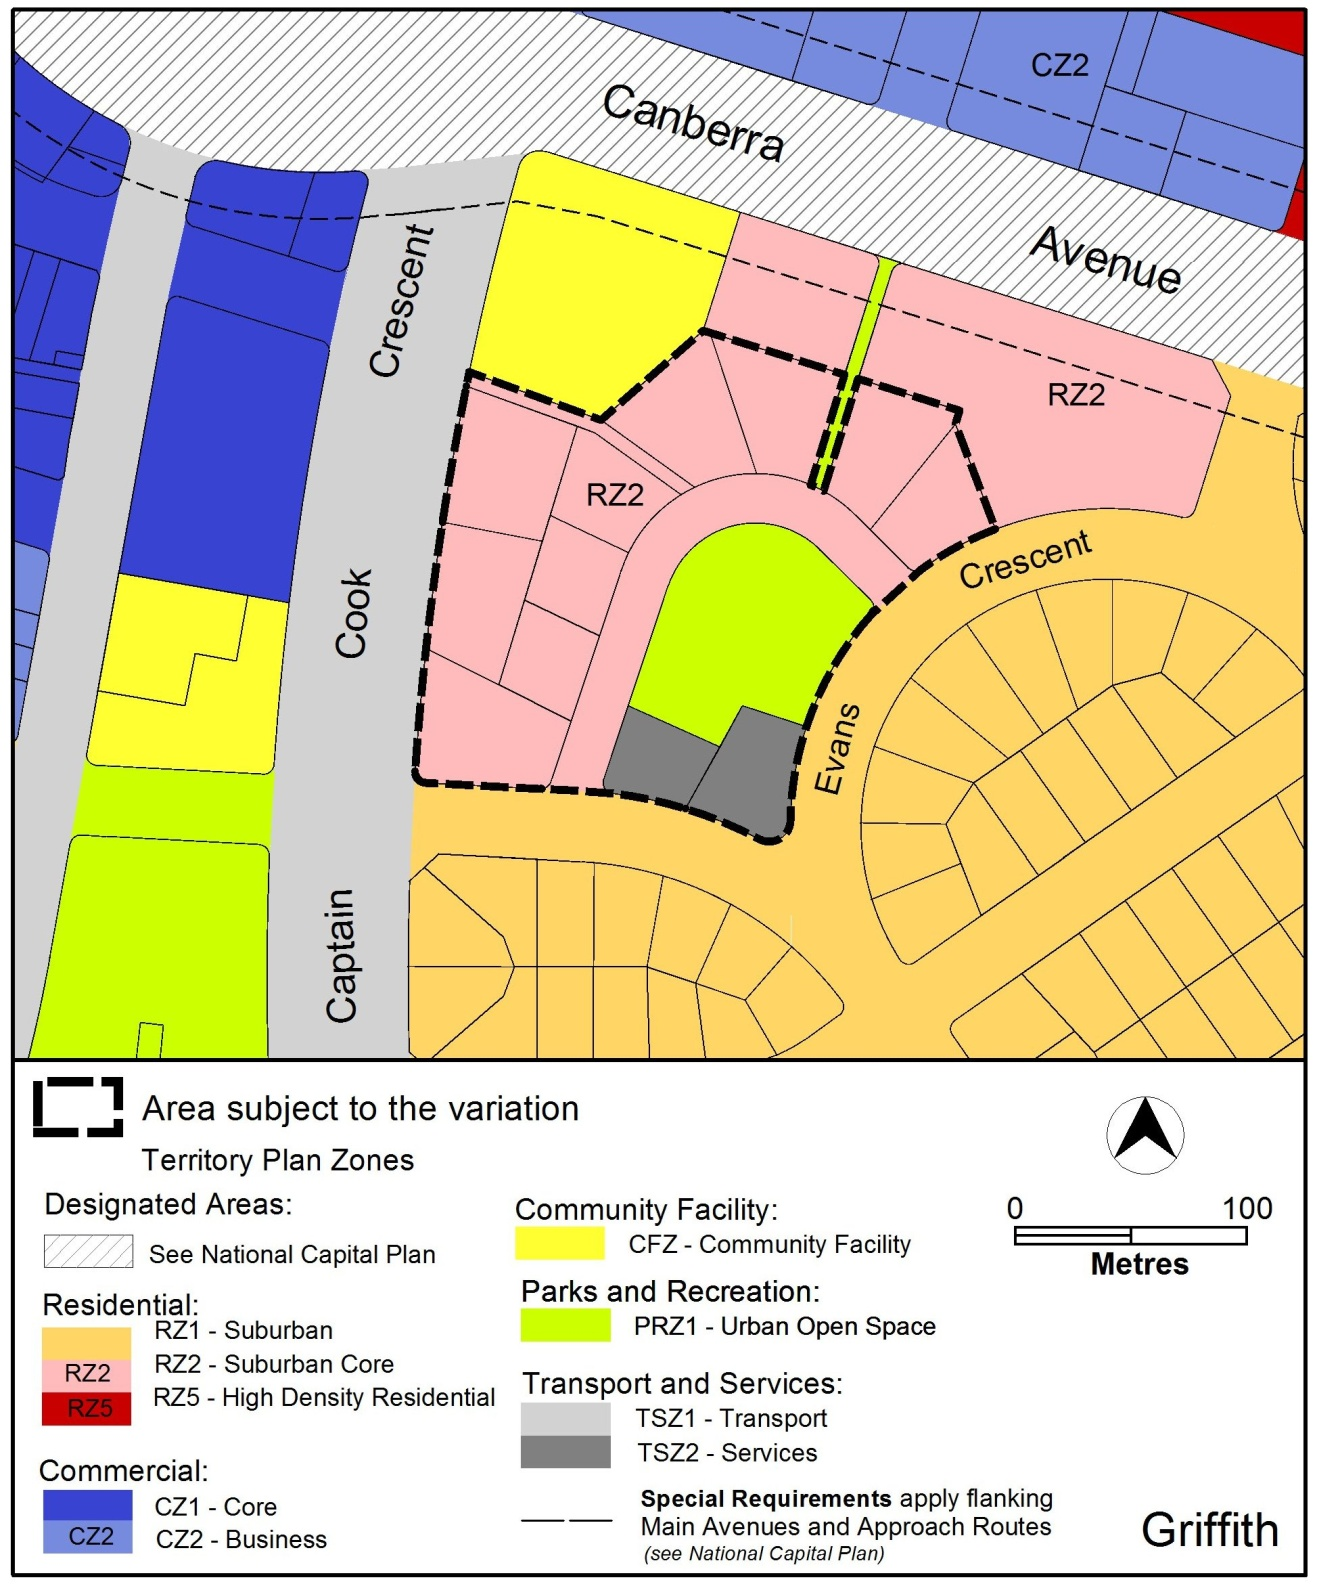 CZ2
Canberra
Avenue
Crescent
RZ2
RZ2
Crescent
Cook
Evans
Captain
Area subject to the variation
Territory Plan Zones
Designated Areas:
See National Capital Plan
Residential:
RZ1 - Suburban
RZ2 RZ2 - Suburban Core
RZ5 RZ5 - High Density Residential
Commercial:
CZ1 - Core
CZ2 CZ2 - Business
Community Facility:
CFZ - Community Facility
Parks and Recreation:
PRZ1 - Urban Open Space
Transport and Services:
TSZ1 - Transport
TSZ2 - Services
Special Requirements apply flanking
Main Avenues and Approach Routes
(see National Capital Plan)
0 100
Metres
Griffith